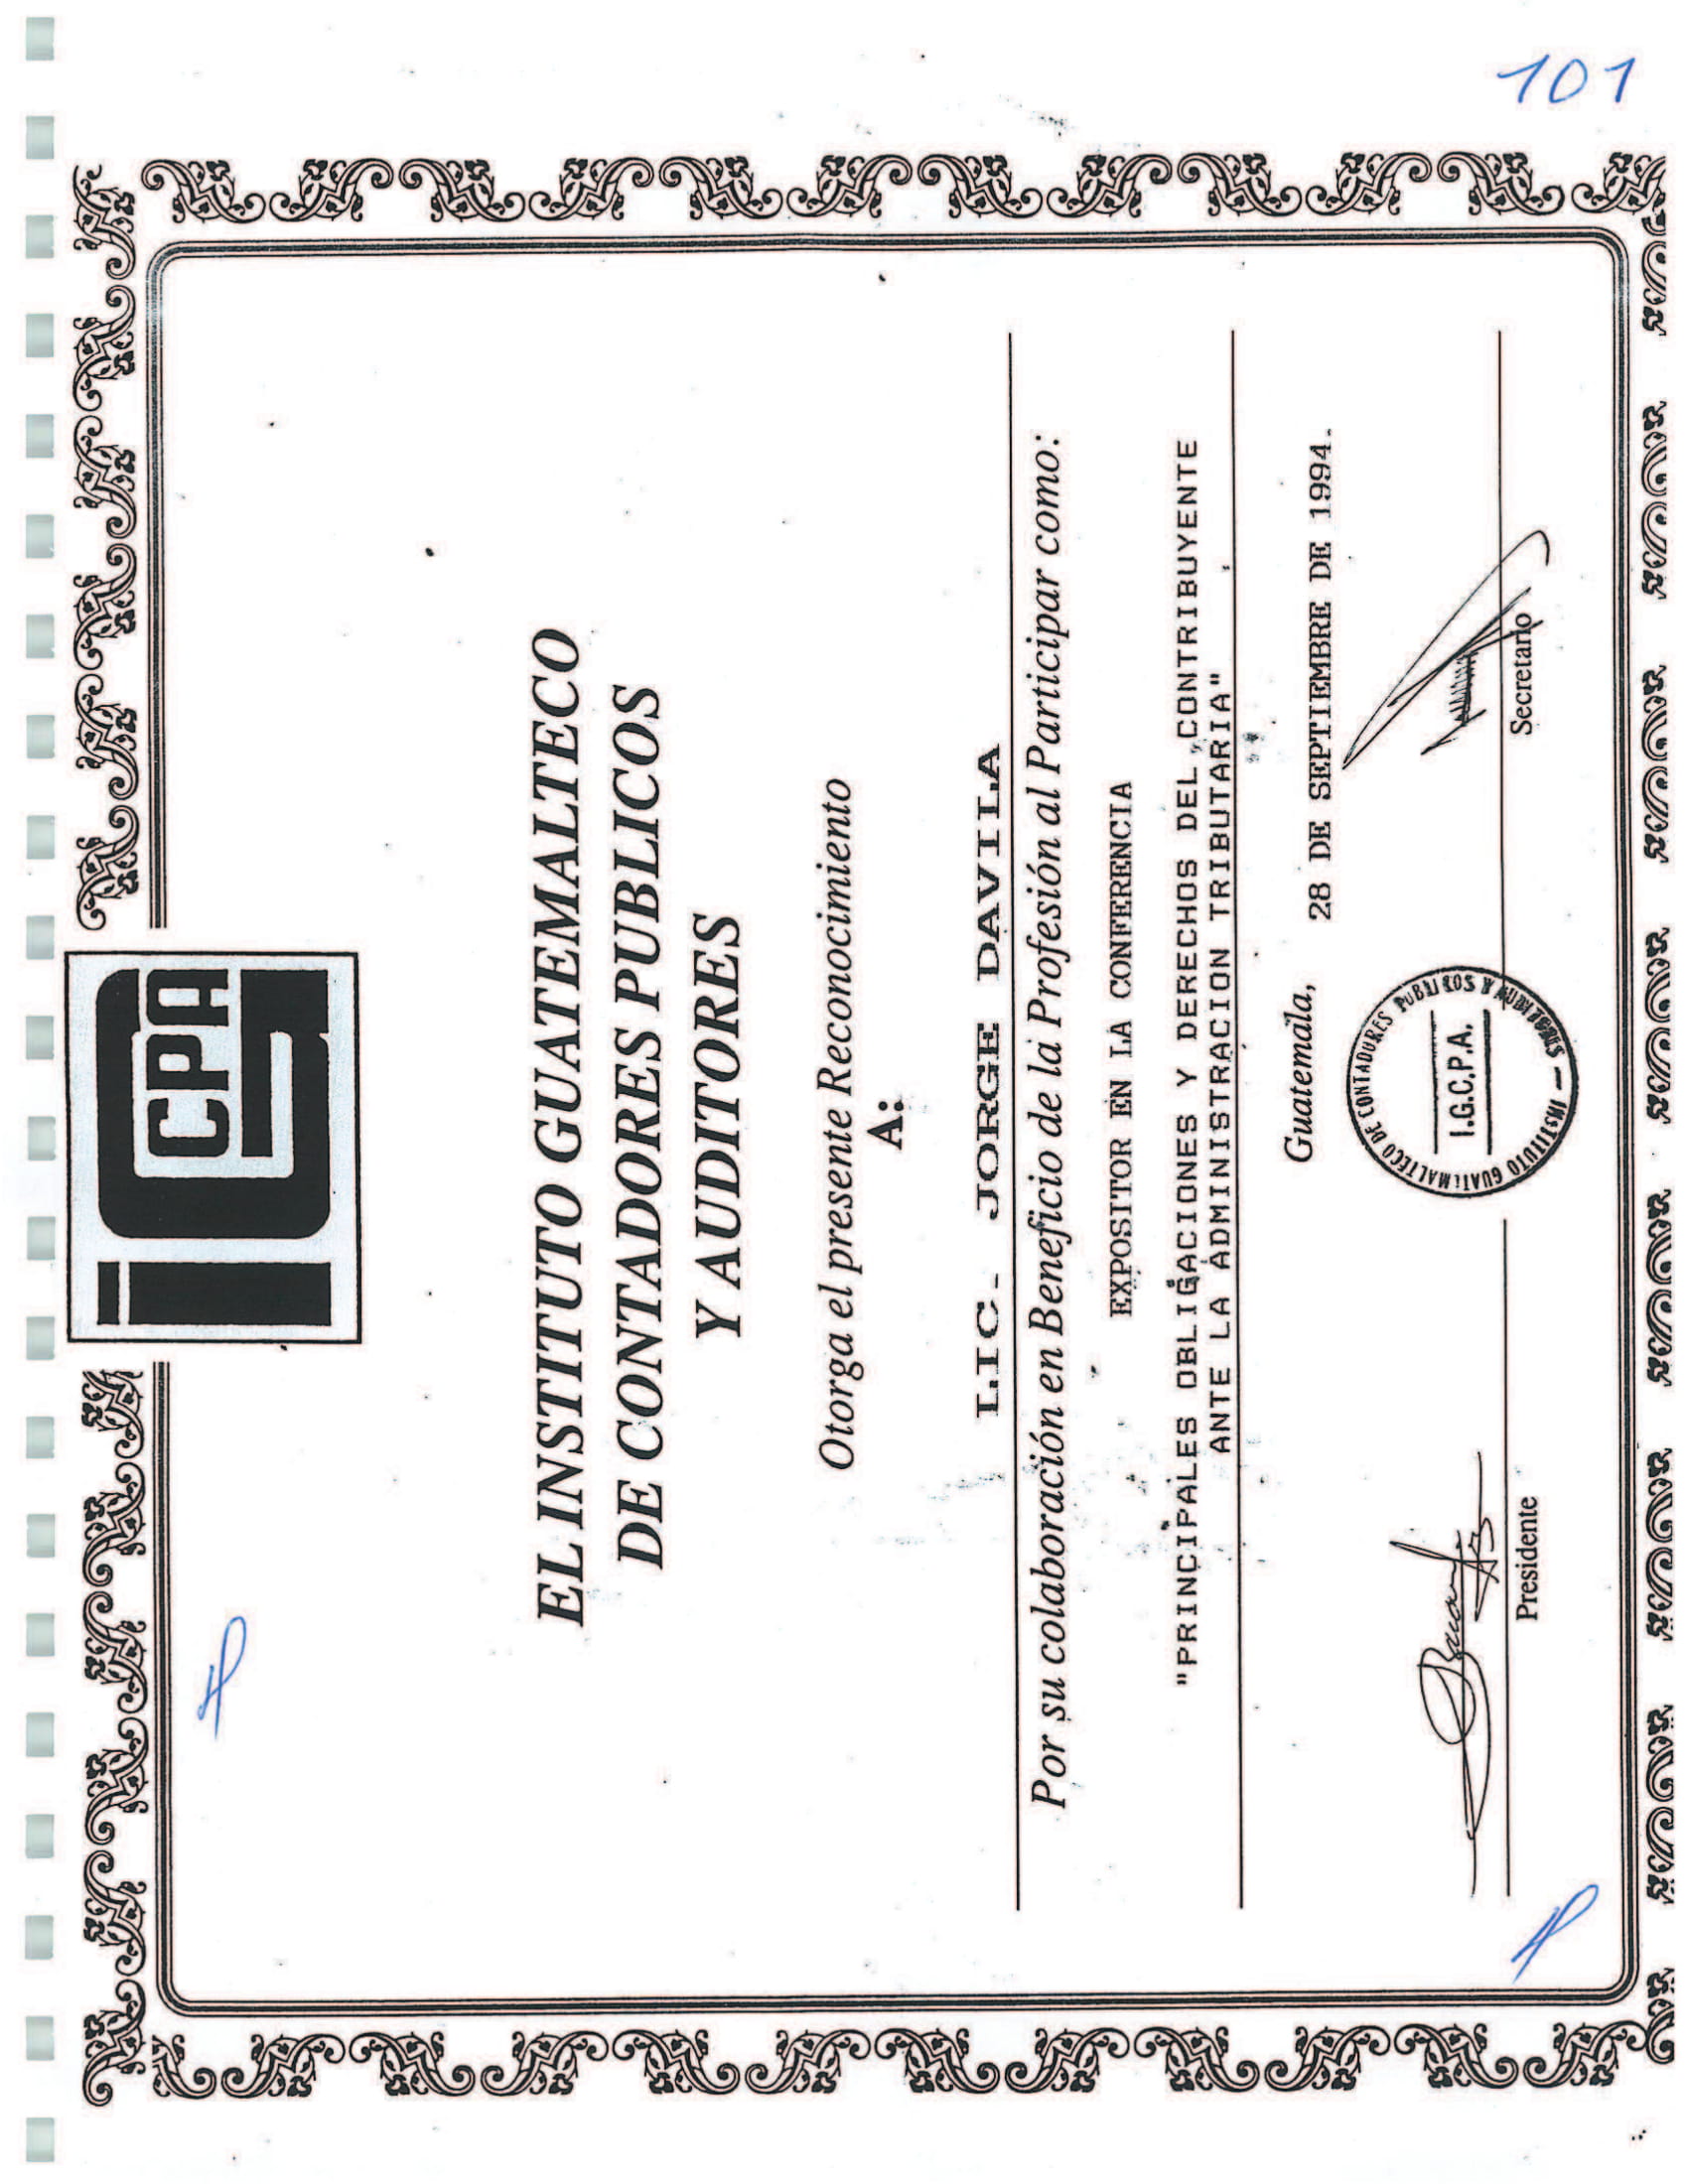 101
iG CPA
EL INSTITUTO GUATEMALTECO
DE CONTADORES PUBLICOS
Y AUDITORES
Otorga el presente Reconocimiento
A:
LIC. JORGE DAVILA
Por su colaboración en Beneficio de la Profesión al Participar como:
EXPOSITOR EN LA CONFERENCIA
"PRINCIPALES OBLIGACIONES Y DERECHOS DEL CONTRIBUYENTE
ANTE LA ADMINISTRACION TRIBUTARIA"
Guatemala, 28 DE SEPTIEMBRE DE 1994.
INSTITUTO GUATEMALTECO DE CONTADORES PUBLICOS Y AUDITORES
I.G.C.P.A.
Presidente
Secretario